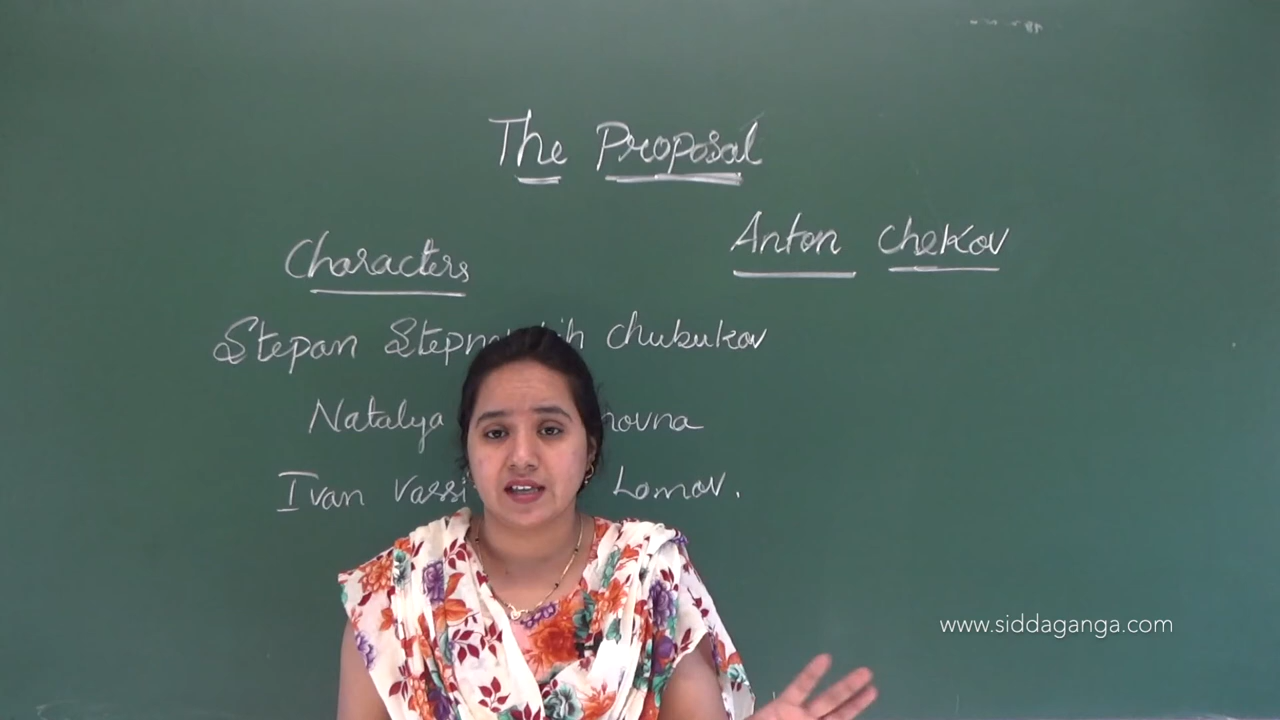 The Proposal
Anton Chekov
Characters
Stepan Chubukov
Natalya
Ivan Lomov.
www.siddaganga.com